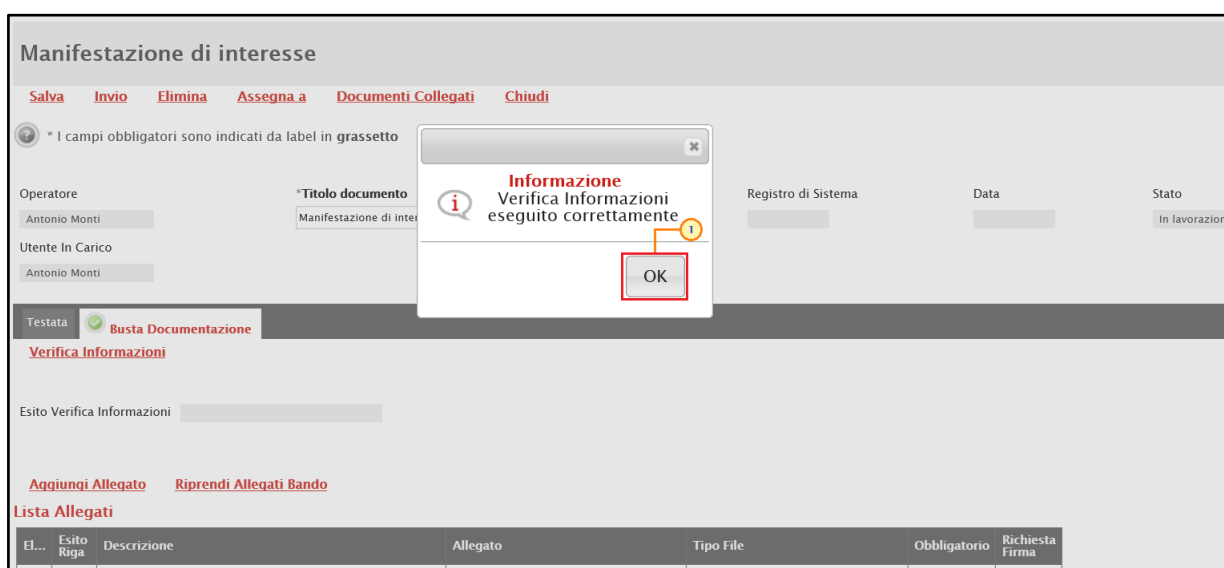 Manifestazione di interesse
Salva Invio Elimina Assegna a Documenti Collegati Chiudi
* I campi obbligatori sono indicati da label in grassetto
Informazione
Verifica Informazioni
eseguito correttamente
1
OK
Operatore *Titolo documento Registro di Sistema Data Stato
Antonio Monti Manifestazione di inter In lavorazion
Utente In Carico
Antonio Monti
Testata Busta Documentazione
Verifica Informazioni
Esito Verifica Informazioni
Aggiungi Allegato Riprendi Allegati Bando
Lista Allegati
El... Esito Riga Descrizione Allegato Tipo File Obbligatorio Richiesta Firma